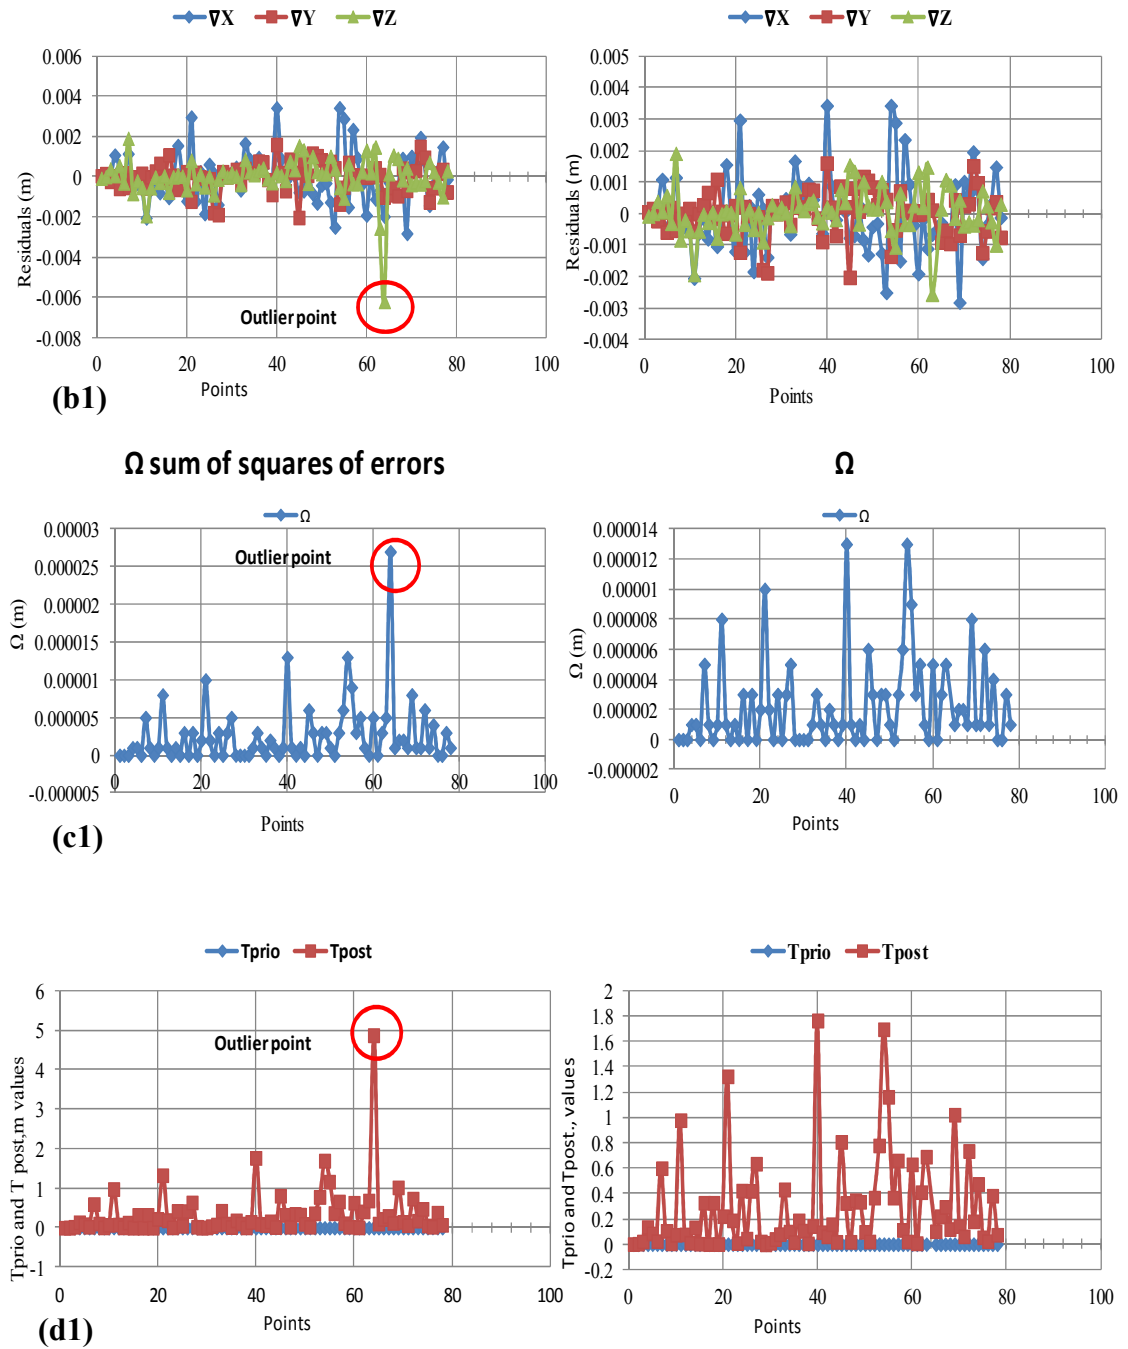 ∇X ∇Y ∇Z
0.006
0.004
0.002
0
-0.002
-0.004
-0.006
-0.008
Residuals (m)
Outlier point
0 20 40 60 80 100
Points
(b1)
∇X ∇Y ∇Z
0.005
0.004
0.003
0.002
0.001
0
-0.001
-0.002
-0.003
-0.004
Residuals (m)
0 20 40 60 80 100
Points
Ω sum of squares of errors
Ω
0.00003
0.000025
0.00002
0.000015
0.00001
0.000005
0
-0.000005
Ω (m)
Outlier point
0 20 40 60 80 100
Points
(c1)
Ω
Ω
0.000014
0.000012
0.00001
0.000008
0.000006
0.000004
0.000002
0
-0.000002
Ω (m)
0 20 40 60 80 100
Points
Tprio Tpost
6
5
4
3
2
1
0
-1
Tprio and T post,m values
Outlier point
0 20 40 60 80 100
Points
(d1)
Tprio Tpost
2
1.8
1.6
1.4
1.2
1
0.8
0.6
0.4
0.2
0
-0.2
Tprio and Tpost., values
0 20 40 60 80 100
Points